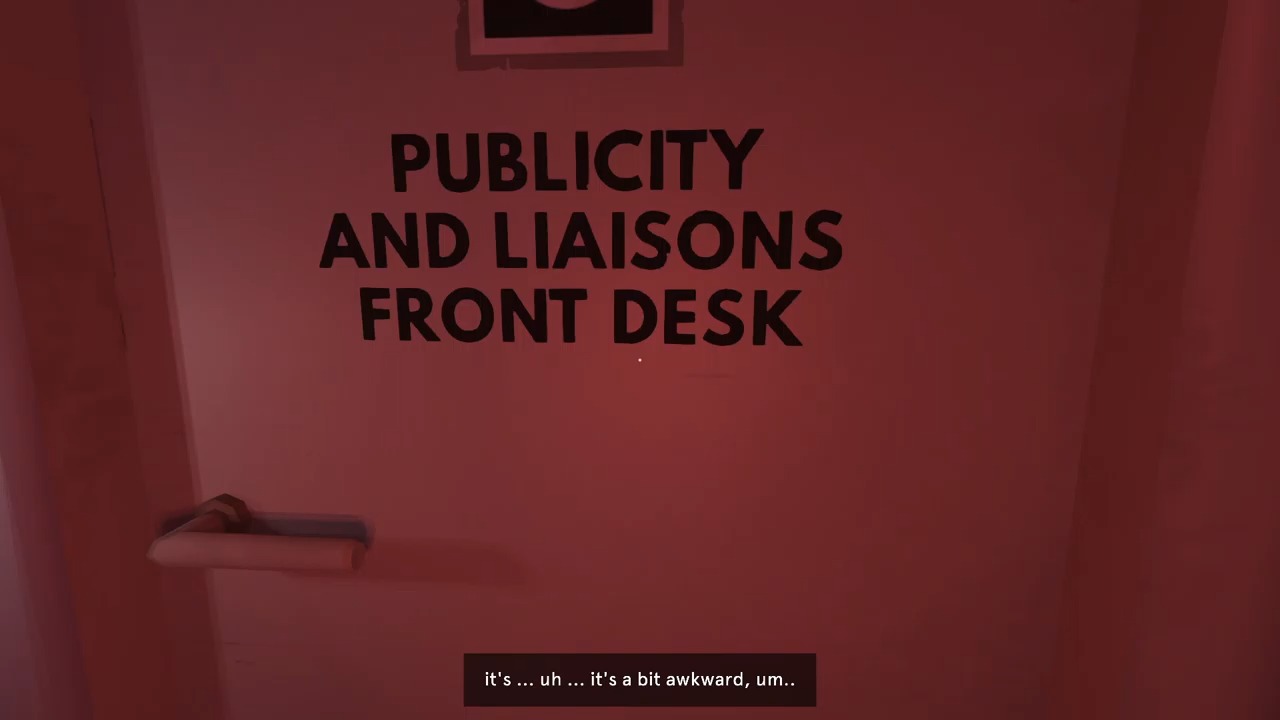 PUBLICITY
AND LIAISONS
FRONT DESK
it's ... uh ... it's a bit awkward, um..